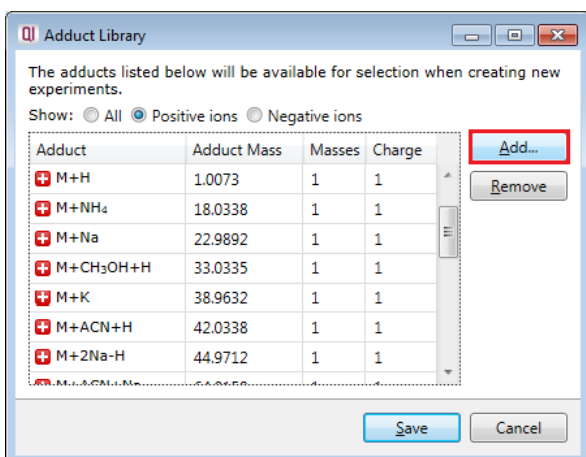 QI Adduct Library
The adducts listed below will be available for selection when creating new
experiments.
Show: All Positive ions Negative ions
Adduct Adduct Mass Masses Charge
Add...
M+H 1.0073 1 1
Remove
M+NH₄ 18.0338 1 1
M+Na 22.9892 1 1
M+CH₃OH+H 33.0335 1 1
M+K 38.9632 1 1
M+ACN+H 42.0338 1 1
M+2Na-H 44.9712 1 1
Save Cancel